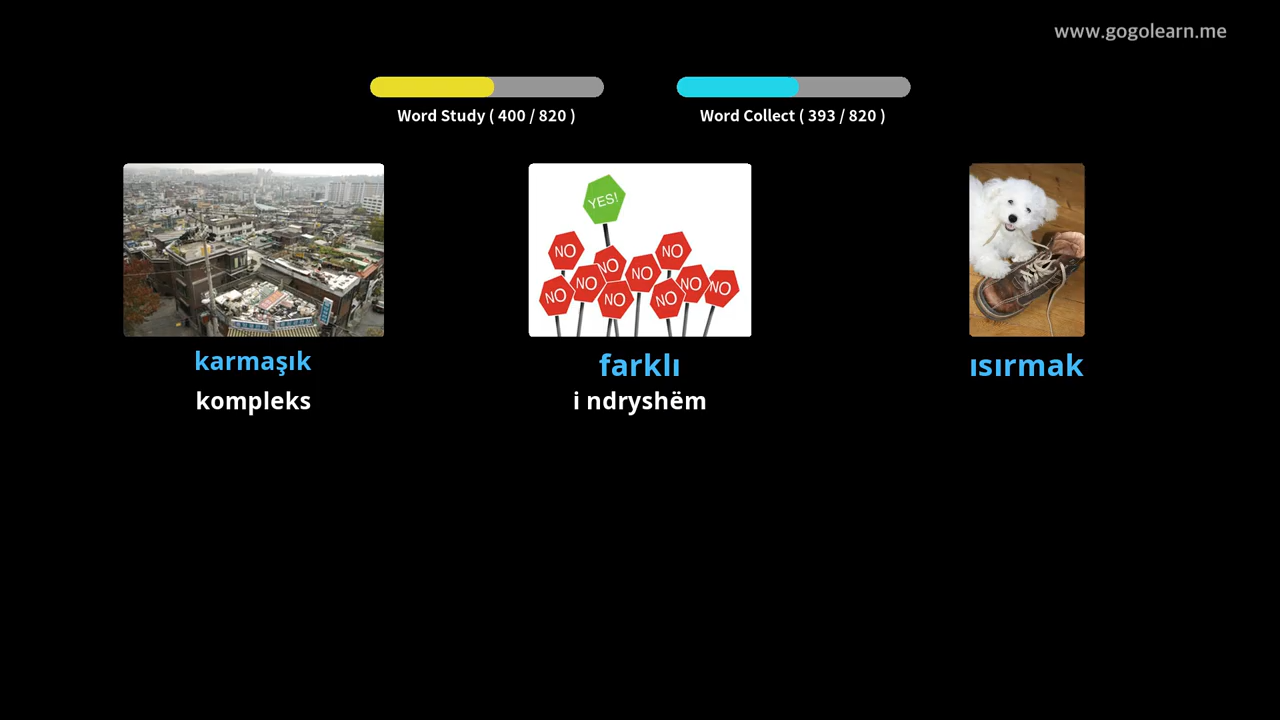 www.gogolearn.me
Word Study ( 400 / 820 )
Word Collect ( 393 / 820 )
YES!
NO
NO
NO
NO
NO
NO
NO
NO
NO
NO
karmaşık
farklı
ısırmak
kompleks
i ndryshëm